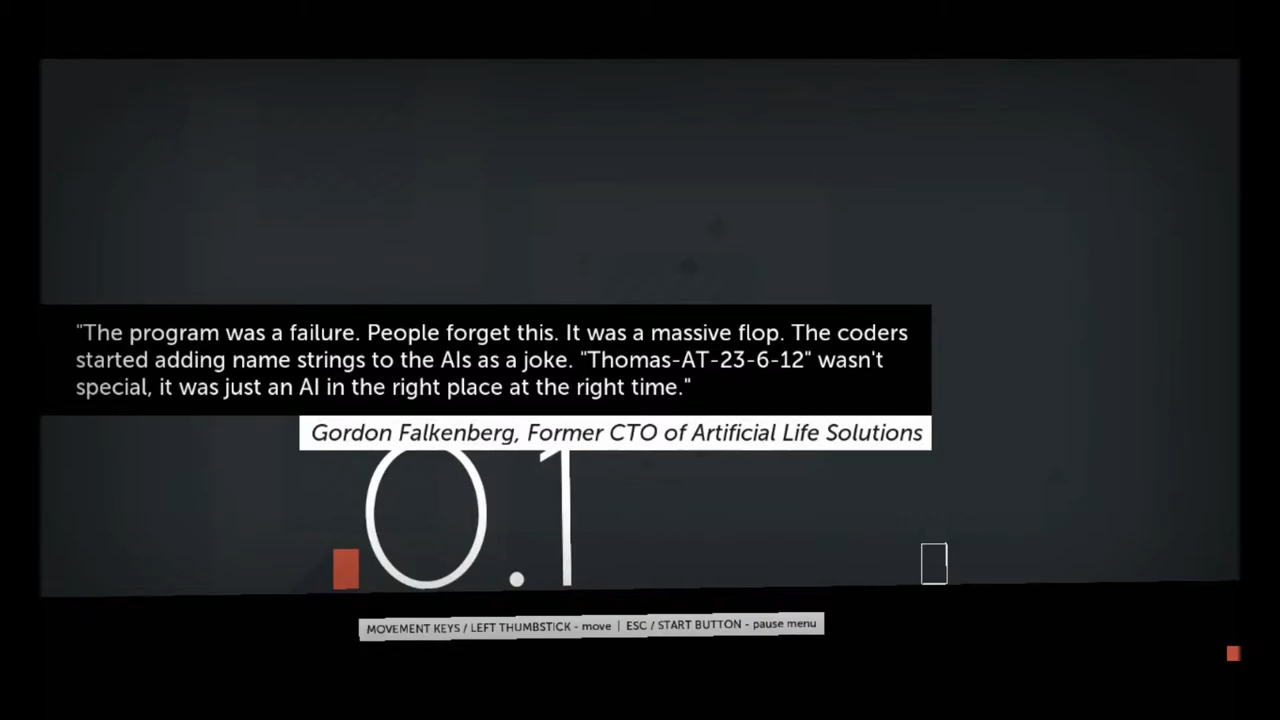 "The program was a failure. People forget this. It was a massive flop. The coders
started adding name strings to the AIs as a joke. "Thomas-AT-23-6-12" wasn't
special, it was just an AI in the right place at the right time."
Gordon Falkenberg, Former CTO of Artificial Life Solutions
0.1
MOVEMENT KEYS / LEFT THUMBSTICK - move | ESC / START BUTTON - pause menu